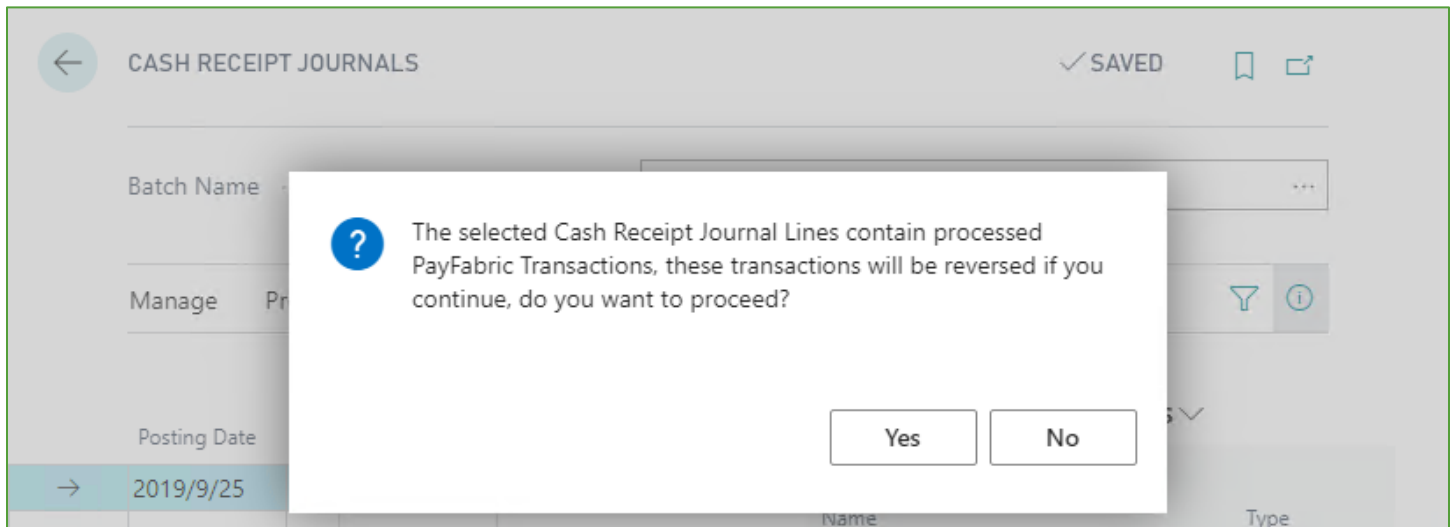 CASH RECEIPT JOURNALS
SAVED
Batch Name
The selected Cash Receipt Journal Lines contain processed
PayFabric Transactions, these transactions will be reversed if you
continue, do you want to proceed?
Manage
Yes
No
Posting Date
2019/9/25
Name
Type